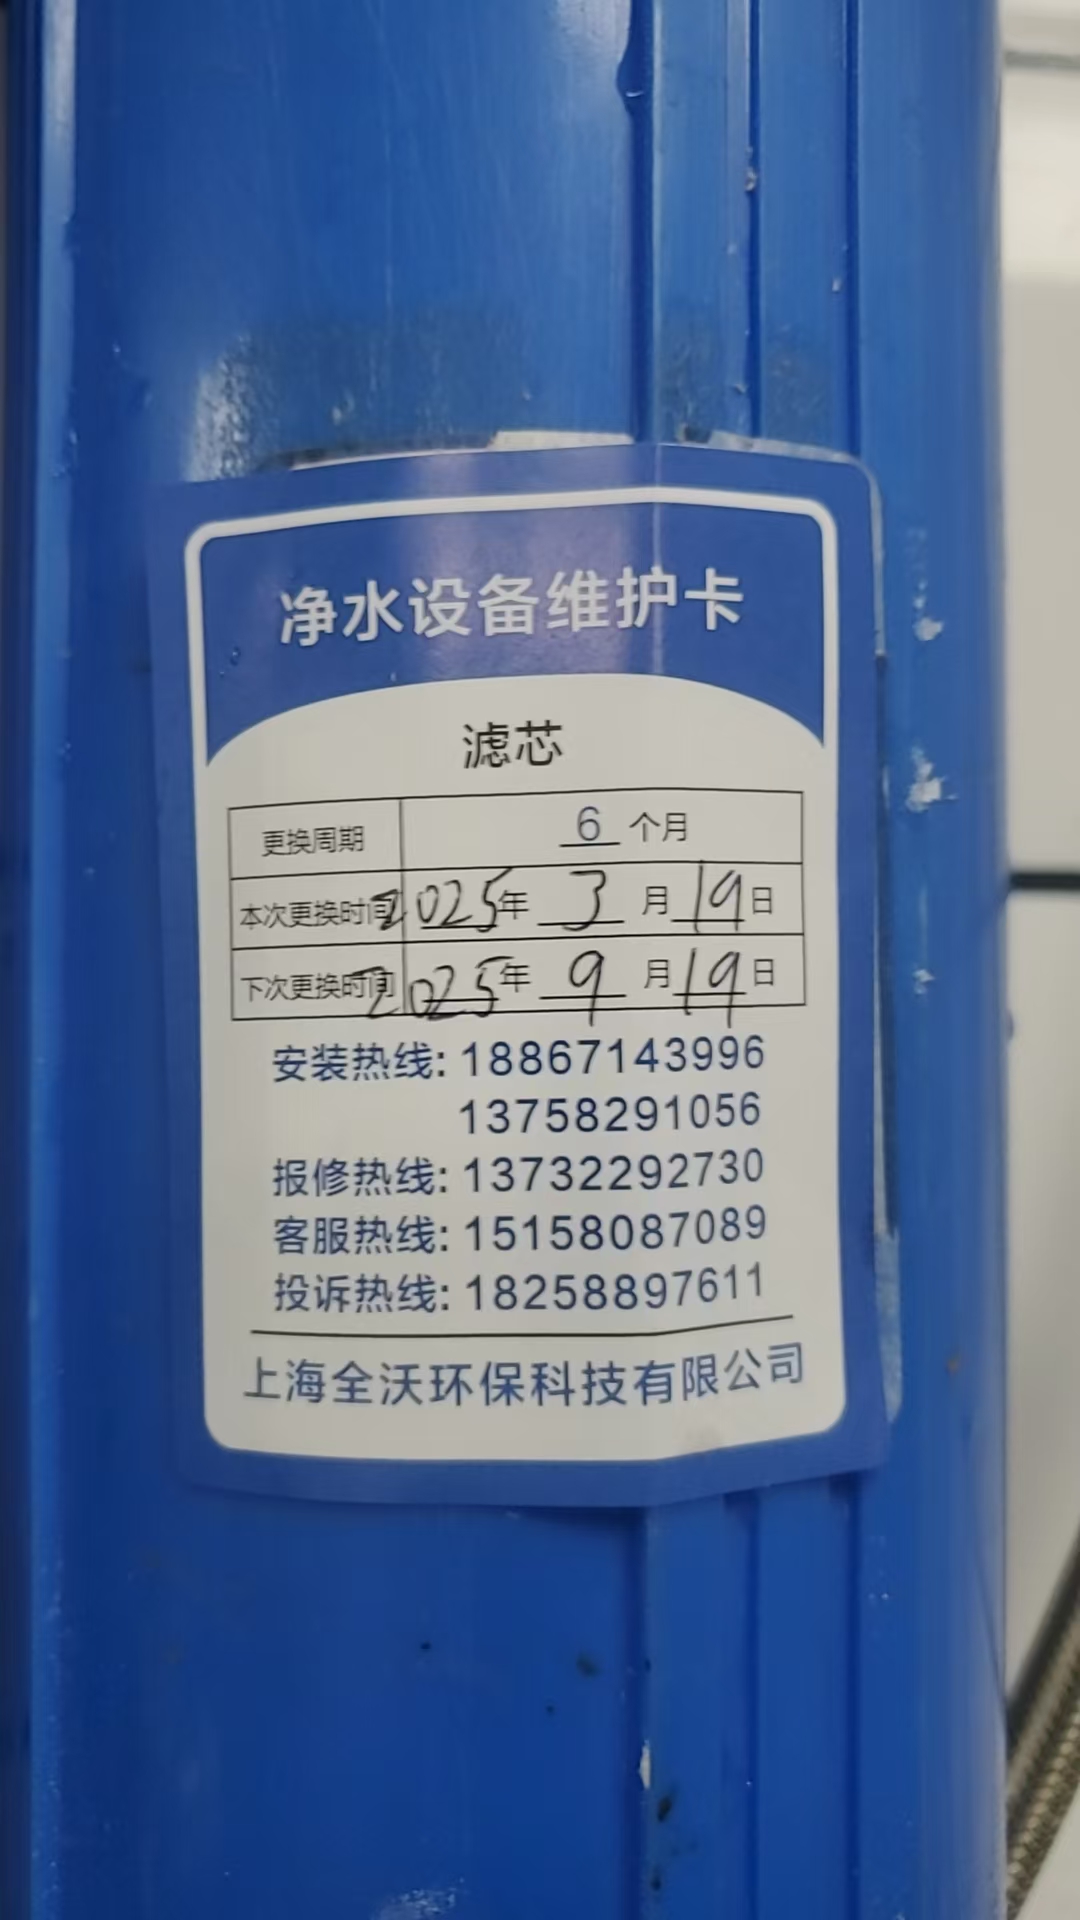 净水设备维护卡
滤芯
更换周期 6 个月
本次更换时间 2025年 3 月 19 日
下次更换时间 2025年 9 月 19 日
安装热线: 18867143996
13758291056
报修热线: 13732292730
客服热线: 15158087089
投诉热线: 18258897611
上海全沃环保科技有限公司